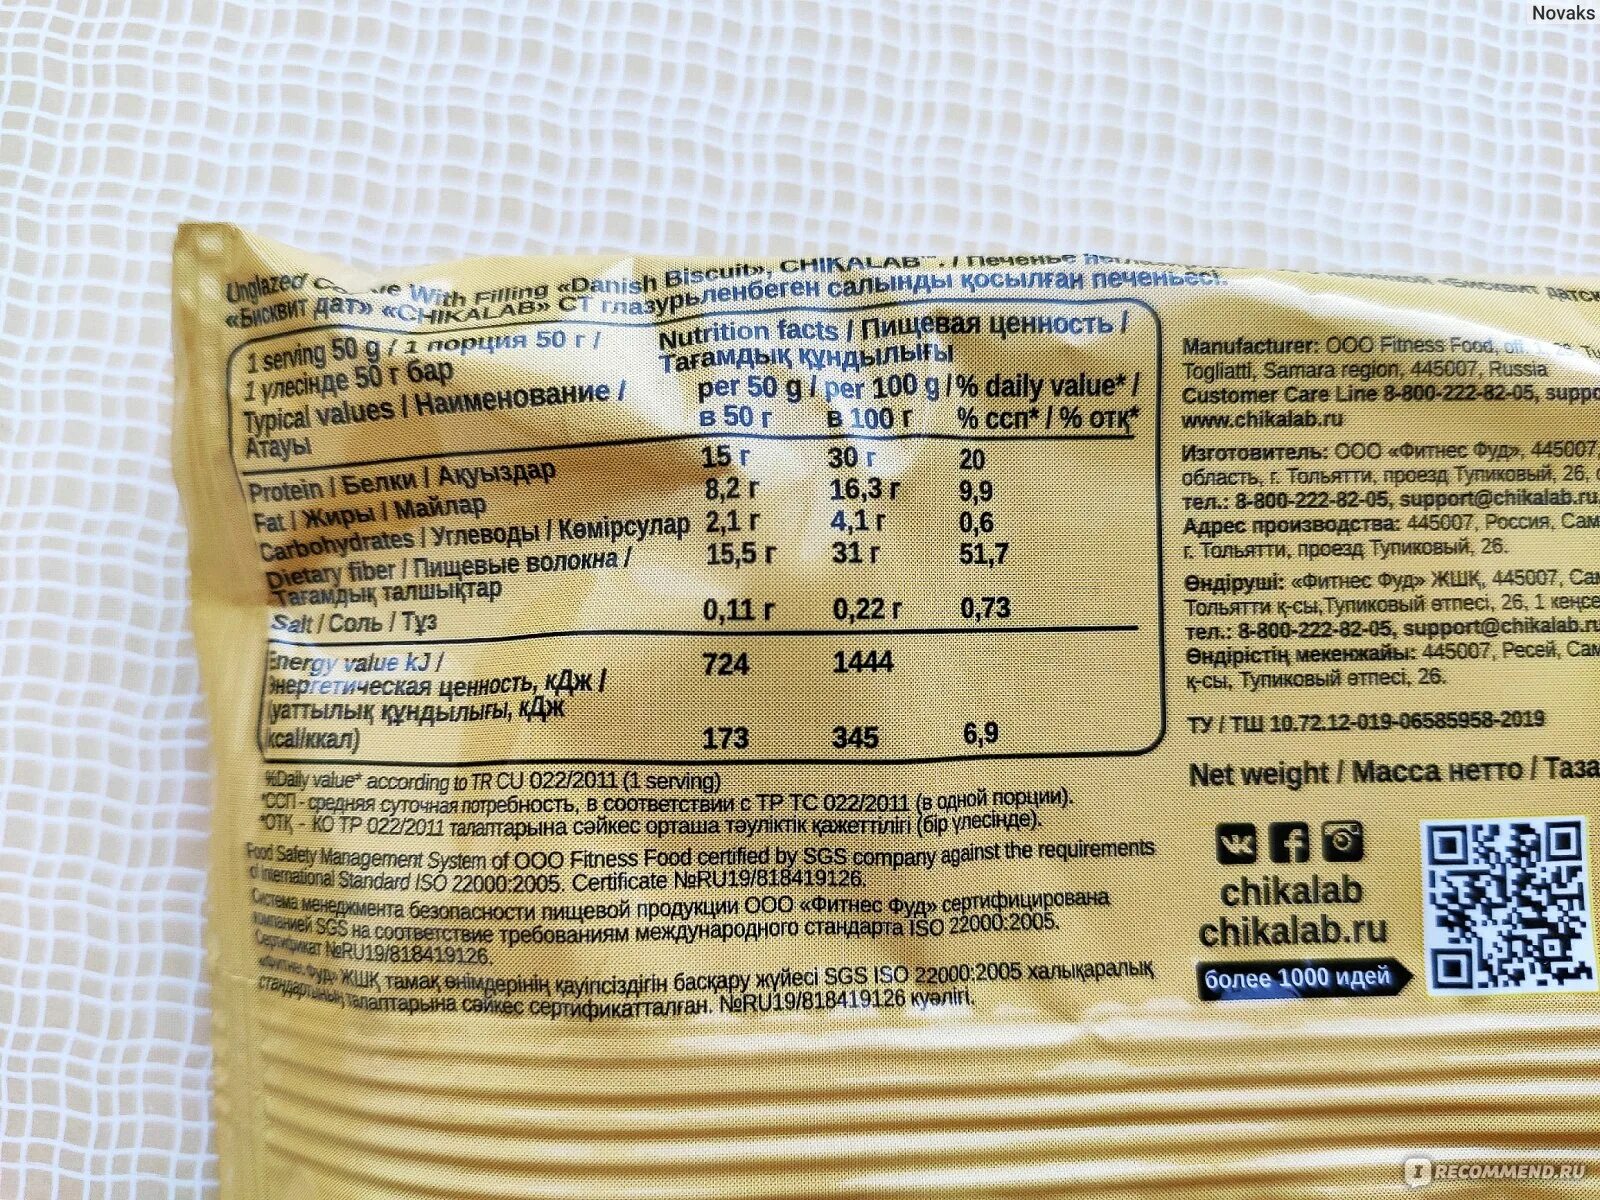 Novaks
Unglazed With Filling «Danish Biscuit», CHIKALAB™. / Печенье
«Бисквит дат» «CHIKALAB» СТ глазурьленбеген салынды қосылған печеньесі.
1 serving 50 g / 1 порция 50 г /
1 үлесінде 50 г бар
Typical values / Наименование /
Атауы
Nutrition facts / Пищевая ценность /
Тағамдық құндылығы
per 50 g / per 100 g / % daily value* /
в 50 г в 100 г % ссп* / % отқ*
Protein / Белки / Ақуыздар 15 г 30 г 20
Fat / Жиры / Майлар 8,2 г 16,3 г 9,9
Carbohydrates / Углеводы / Көмірсулар 2,1 г 4,1 г 0,6
Dietary fiber / Пищевые волокна / 15,5 г 31 г 51,7
Тағамдық талшықтар
Salt / Соль / Тұз 0,11 г 0,22 г 0,73
Energy value kJ / 724 1444
Энергетическая ценность, кДж /
қуаттылық құндылығы, кДж
(kcal/ккал) 173 345 6,9
%Daily value* according to TR CU 022/2011 (1 serving)
*ССП - средняя суточная потребность, в соответствии с ТР ТС 022/2011 (в одной порции).
*ОТҚ - КО ТР 022/2011 талаптарына сәйкес орташа тәуліктік қажеттілігі (бір үлесінде).
Food Safety Management System of OOO Fitness Food certified by SGS company against the requirements
of International Standard ISO 22000:2005. Certificate №RU19/818419126.
Система менеджмента безопасности пищевой продукции ООО «Фитнес Фуд» сертифицирована
компанией SGS на соответствие требованиям международного стандарта ISO 22000:2005.
Сертификат №RU19/818419126.
«Фитнес Фуд» ЖШҚ тамақ өнімдерінің қауіпсіздігін басқару жүйесі SGS ISO 22000:2005 халықаралық
стандартының талаптарына сәйкес сертификатталған. №RU19/818419126 куәлігі.
Manufacturer: OOO Fitness Food, off.
Togliatti, Samara region, 445007, Russia
Customer Care Line 8-800-222-82-05, suppo
www.chikalab.ru
Изготовитель: ООО «Фитнес Фуд», 445007,
область, г. Тольятти, проезд Тупиковый, 26,
тел.: 8-800-222-82-05, support@chikalab.ru
Адрес производства: 445007, Россия, Сам
г. Тольятти, проезд Тупиковый, 26.
Өндіруші: «Фитнес Фуд» ЖШҚ, 445007, Сам
Тольятти қ-сы, Тупиковый өтпесі, 26, 1 кеңсе
тел.: 8-800-222-82-05, support@chikalab.ru
Өндірістің мекенжайы: 445007, Ресей, Сам
қ-сы, Тупиковый өтпесі, 26.
ТУ / ТШ 10.72.12-019-06585958-2019
Net weight / Масса нетто / Таза
chikalab
chikalab.ru
более 1000 идей
IRECOMMEND.RU